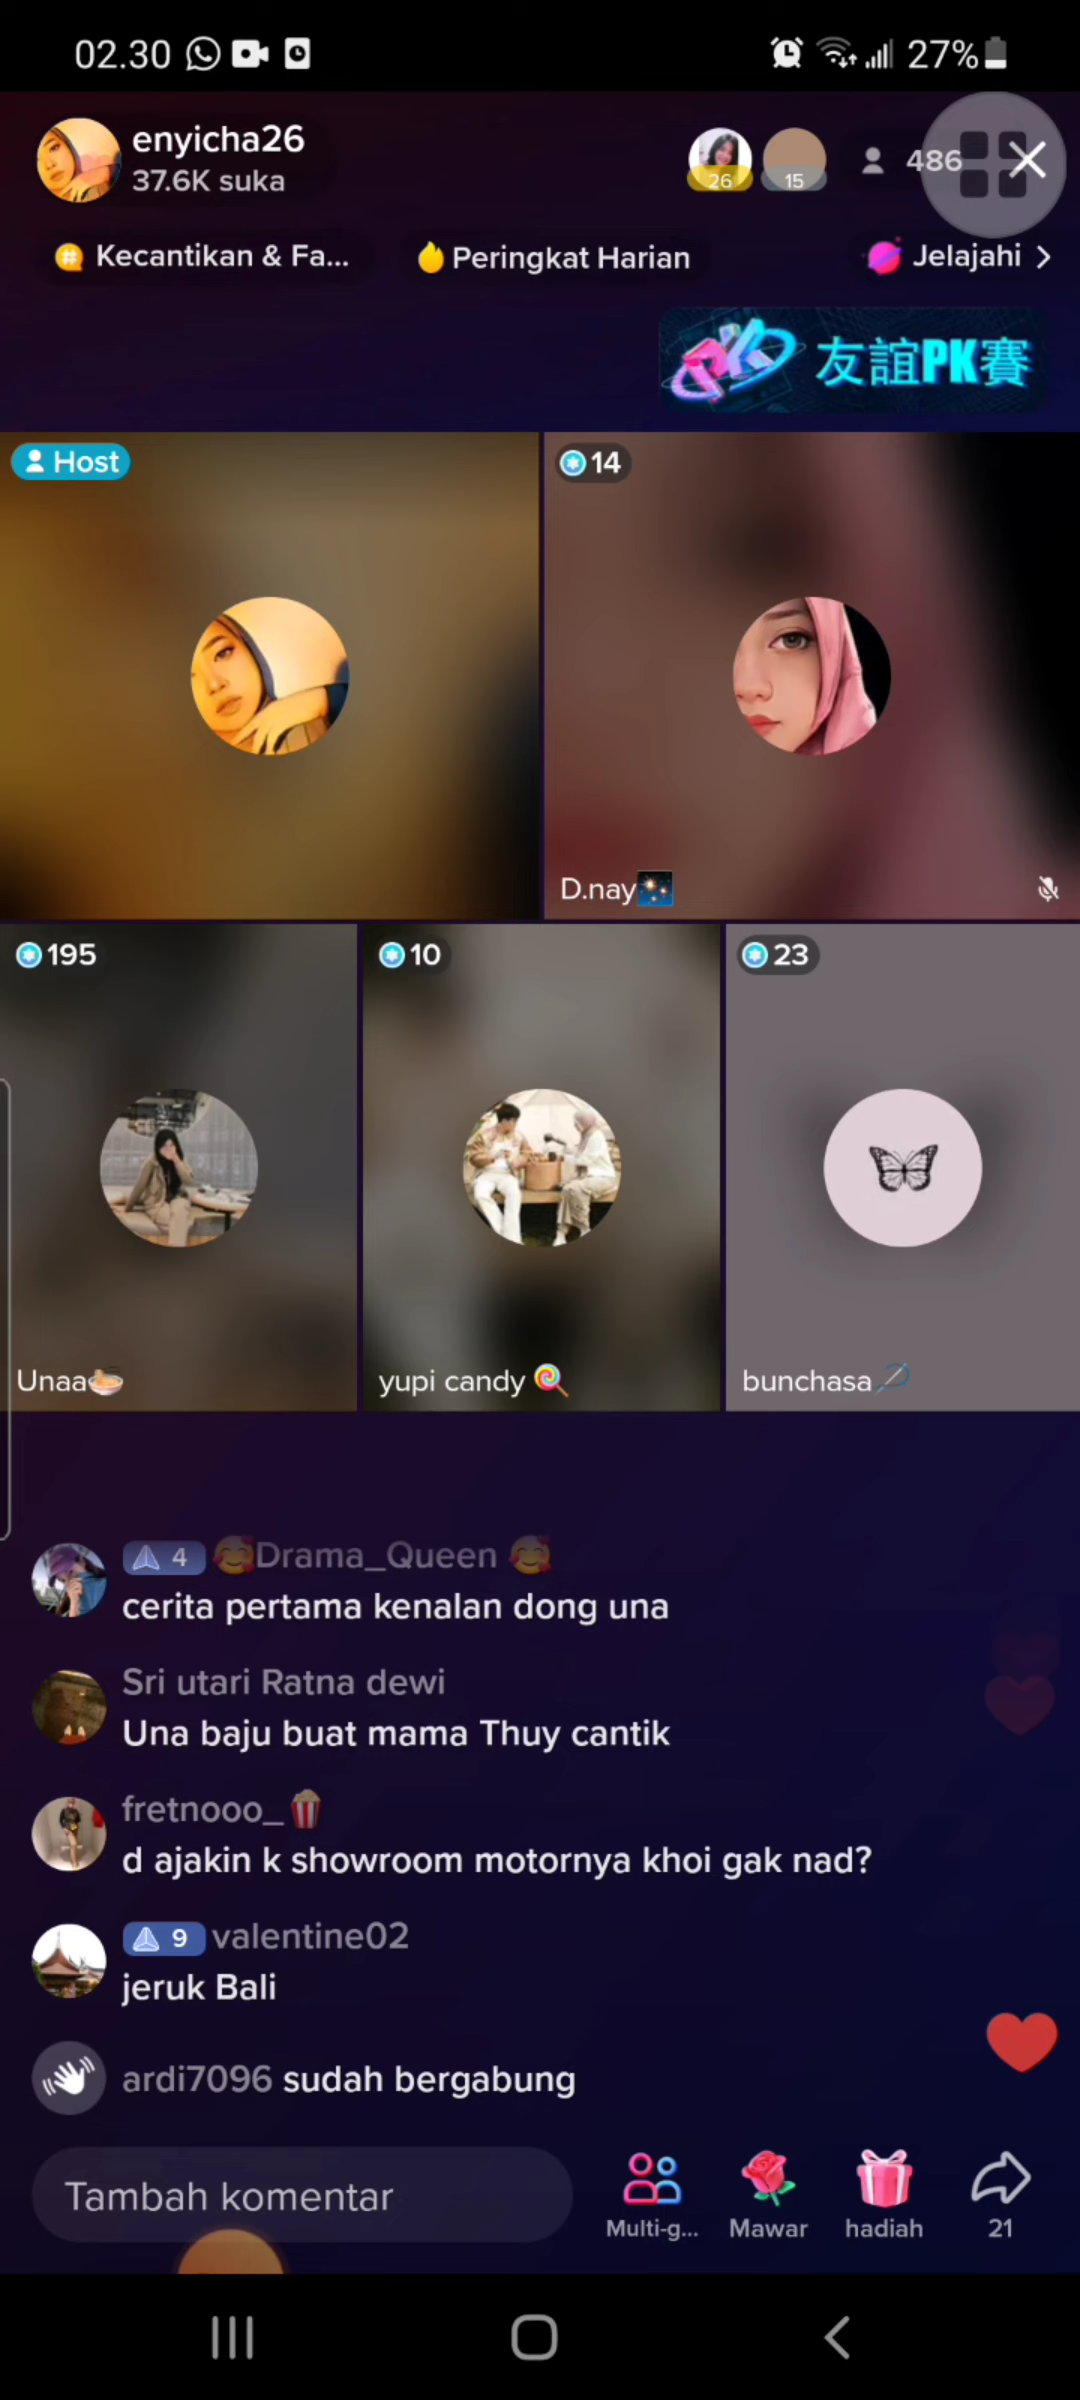 02.30
27%
enyicha26
37.6K suka
26
15
486
Kecantikan & Fa...
Peringkat Harian
Jelajahi
PK 友誼PK賽
Host
14
D.nay
195
10
23
Unaa
yupi candy
bunchasa
4 Drama_Queen
cerita pertama kenalan dong una
Sri utari Ratna dewi
Una baju buat mama Thuy cantik
fretnooo_
d ajakin k showroom motornya khoi gak nad?
9 valentine02
jeruk Bali
ardi7096 sudah bergabung
Tambah komentar
Multi-g...
Mawar
hadiah
21